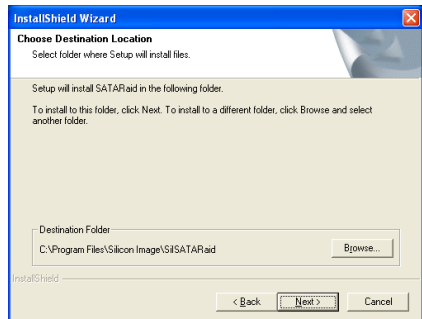 InstallShield Wizard
Choose Destination Location
Select folder where Setup will install files.
Setup will install SATARaid in the following folder.
To install to this folder, click Next. To install to a different folder, click Browse and select
another folder.
Destination Folder
C:\Program Files\Silicon Image\SiISATARaid
Browse...
InstallShield
< Back
Next >
Cancel